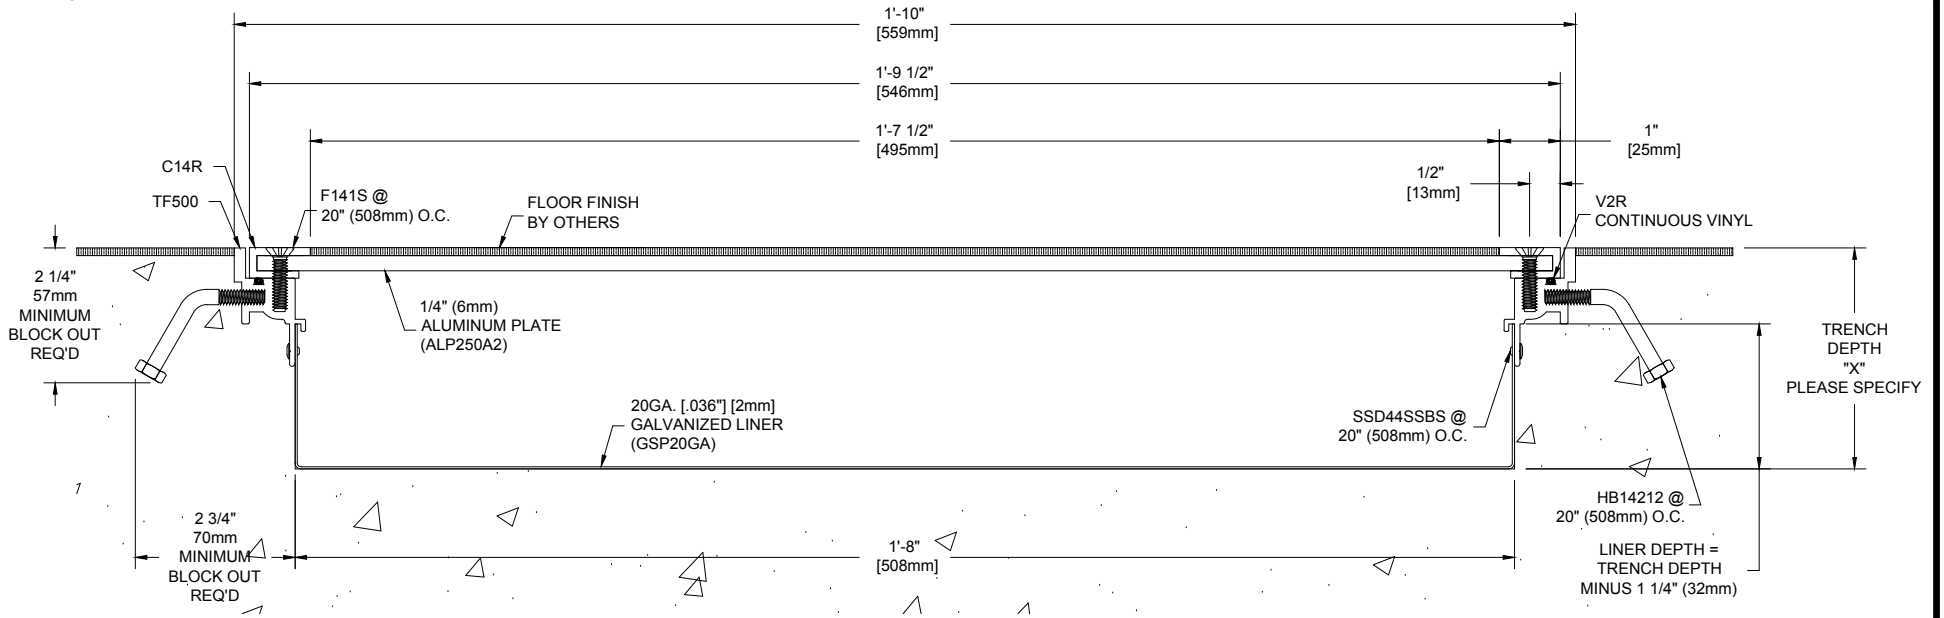 1'-10"
[559mm]
1'-9 1/2"
[546mm]
1'-7 1/2"
[495mm]
1"
[25mm]
1/2"
[13mm]
C14R
TF500
F141S @
20" (508mm) O.C.
FLOOR FINISH
BY OTHERS
V2R
CONTINUOUS VINYL
2 1/4"
57mm
MINIMUM
BLOCK OUT
REQ'D
1/4" (6mm)
ALUMINUM PLATE
(ALP250A2)
TRENCH
DEPTH
"X"
PLEASE SPECIFY
20GA. [.036"] [2mm]
GALVANIZED LINER
(GSP20GA)
SSD44SSBS @
20" (508mm) O.C.
HB14212 @
20" (508mm) O.C.
2 3/4"
70mm
MINIMUM
BLOCK OUT
REQ'D
1'-8"
[508mm]
LINER DEPTH =
TRENCH DEPTH
MINUS 1 1/4" (32mm)